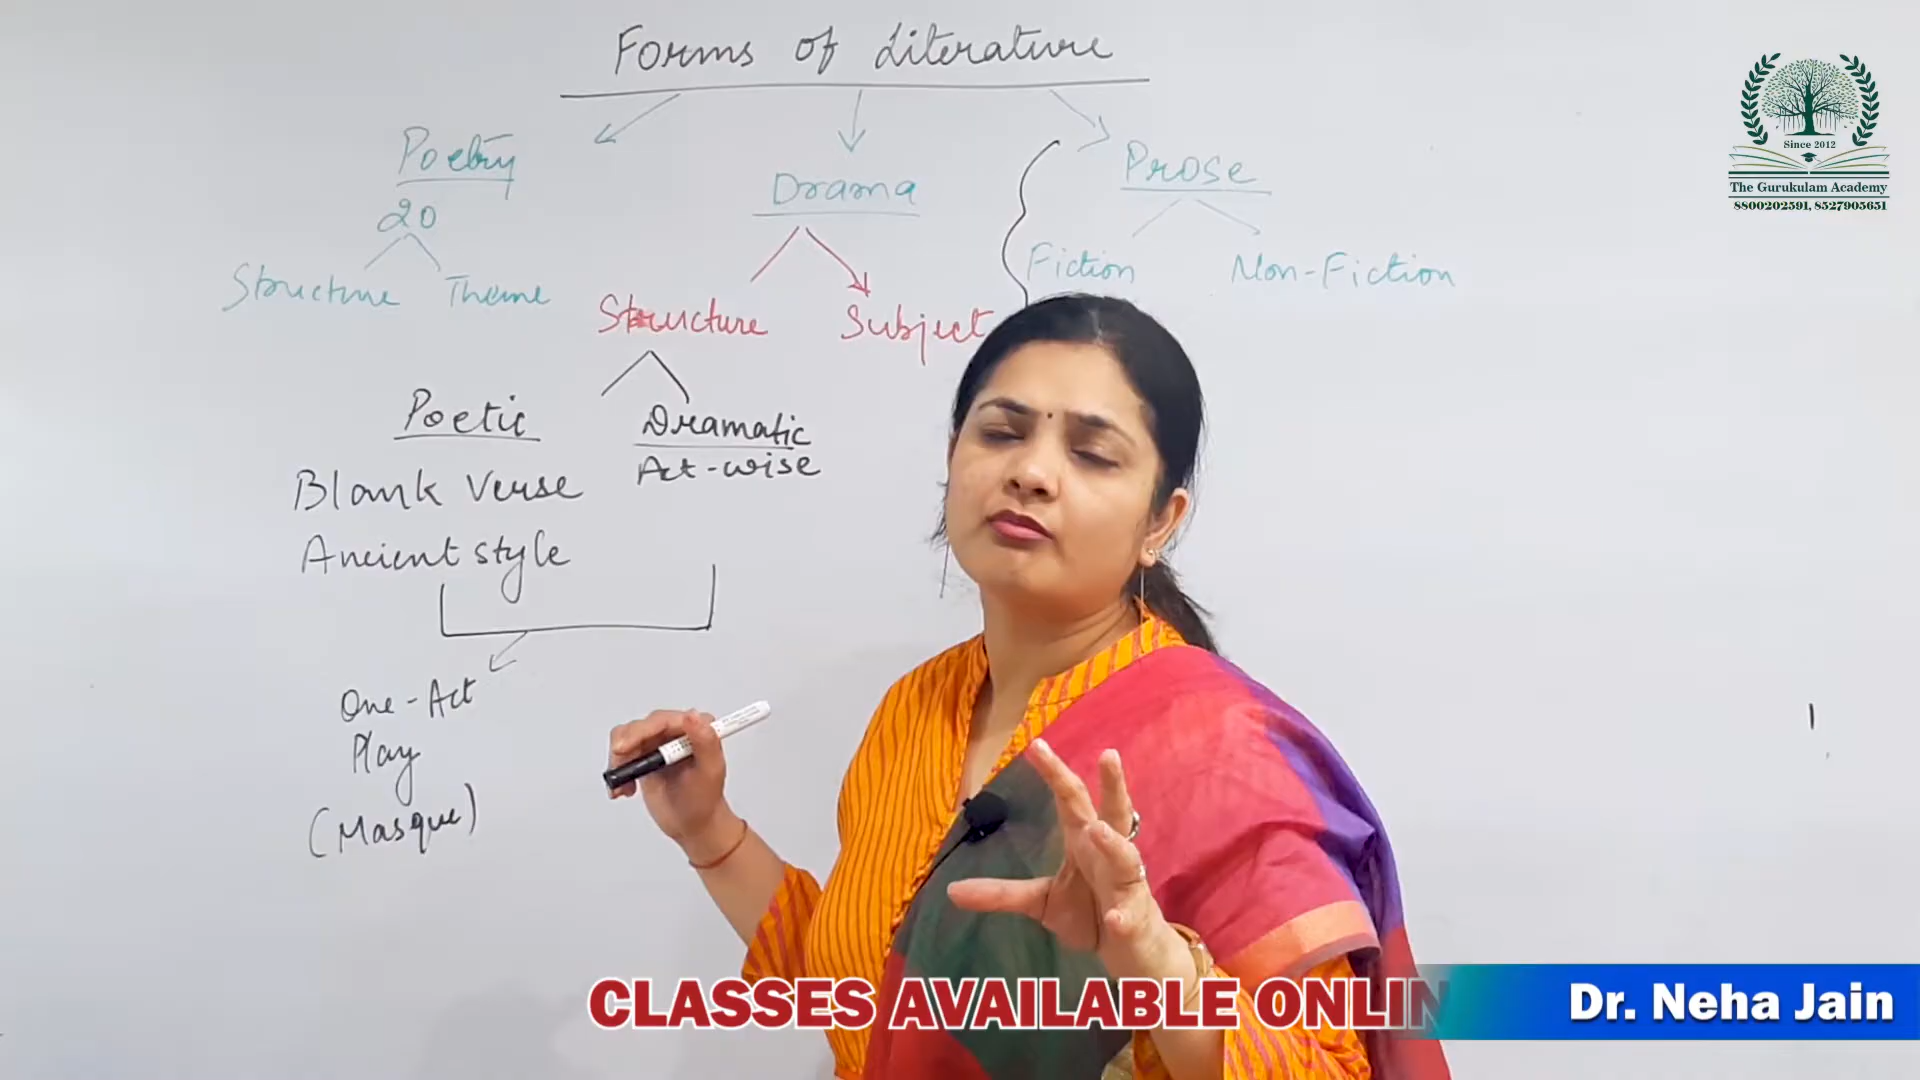 Forms of Literature
Poetry
20
Structure Theme
Drama
Structure Subject
Prose
Fiction Non-Fiction
Poetic
Blank Verse
Ancient style
Dramatic
Act-wise
One-Act
Play
(Masque)
Since 2012
The Gurukulam Academy
8800202591, 8527905651
CLASSES AVAILABLE ONLIN
Dr. Neha Jain